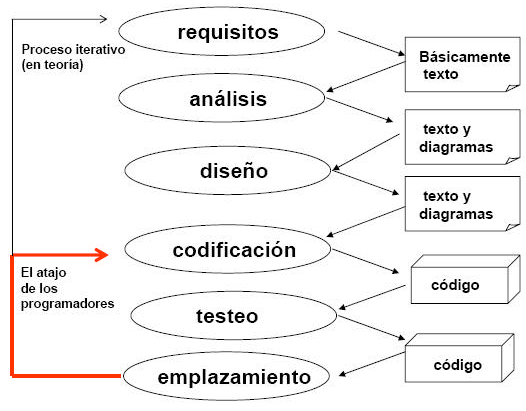 requisitos
Proceso iterativo
(en teoría)
Básicamente
texto
análisis
texto y
diagramas
diseño
texto y
diagramas
codificación
El atajo
de los
programadores
código
testeo
código
emplazamiento